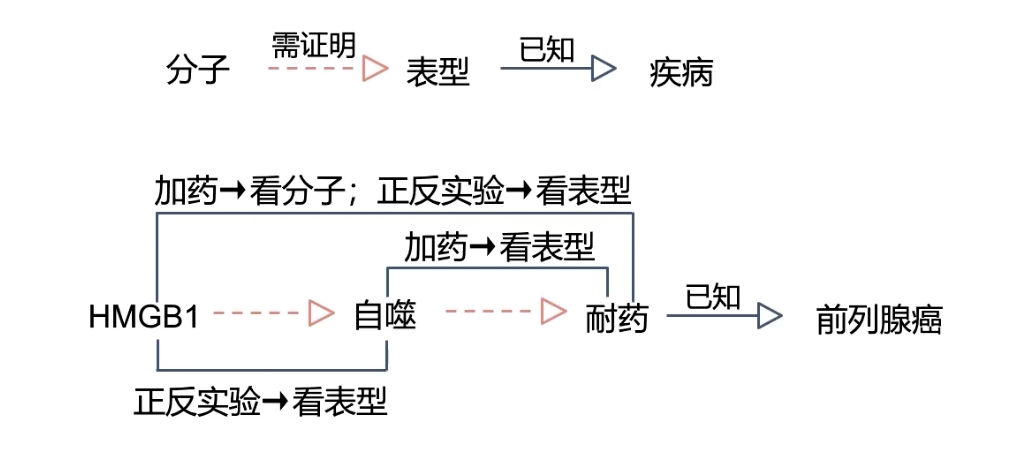 需证明
已知
分子
表型
疾病
加药→看分子；正反实验→看表型
加药→看表型
已知
HMGB1
自噬
耐药
前列腺癌
正反实验→看表型